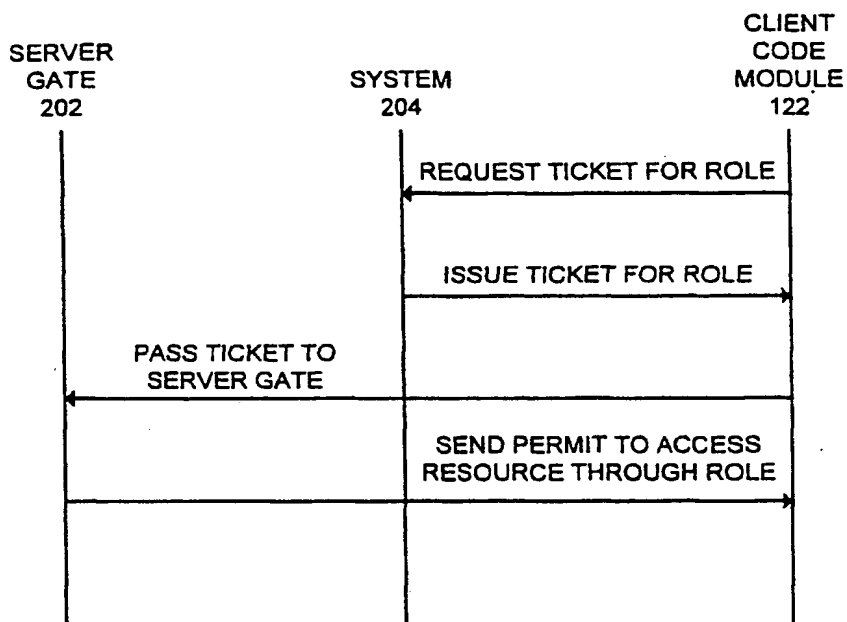 SERVER
GATE
202
SYSTEM
204
CLIENT
CODE
MODULE
122
REQUEST TICKET FOR ROLE
ISSUE TICKET FOR ROLE
PASS TICKET TO
SERVER GATE
SEND PERMIT TO ACCESS
RESOURCE THROUGH ROLE